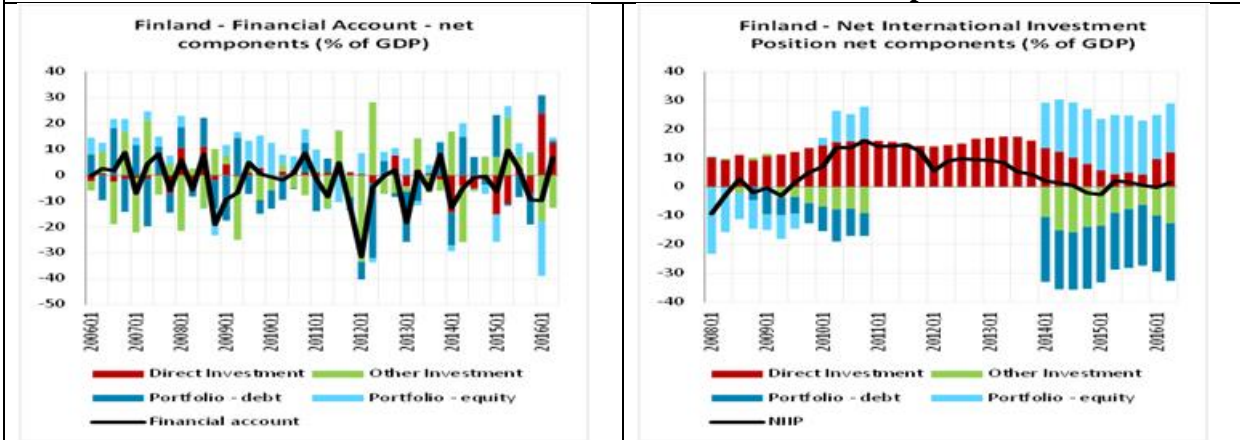 Finland - Financial Account - net
components (% of GDP)
40
30
20
10
0
-10
-20
-30
-40
-50
2006Q1
2007Q1
2008Q1
2009Q1
2010Q1
2011Q1
2012Q1
2013Q1
2014Q1
2015Q1
2016Q1
Direct Investment
Other Investment
Portfolio - debt
Portfolio - equity
Financial account
Finland - Net International Investment
Position net components (% of GDP)
40
30
20
10
0
-10
-20
-30
-40
2008Q1
2009Q1
2010Q1
2011Q1
2012Q1
2013Q1
2014Q1
2015Q1
2016Q1
Direct Investment
Other Investment
Portfolio - debt
Portfolio - equity
NIIP